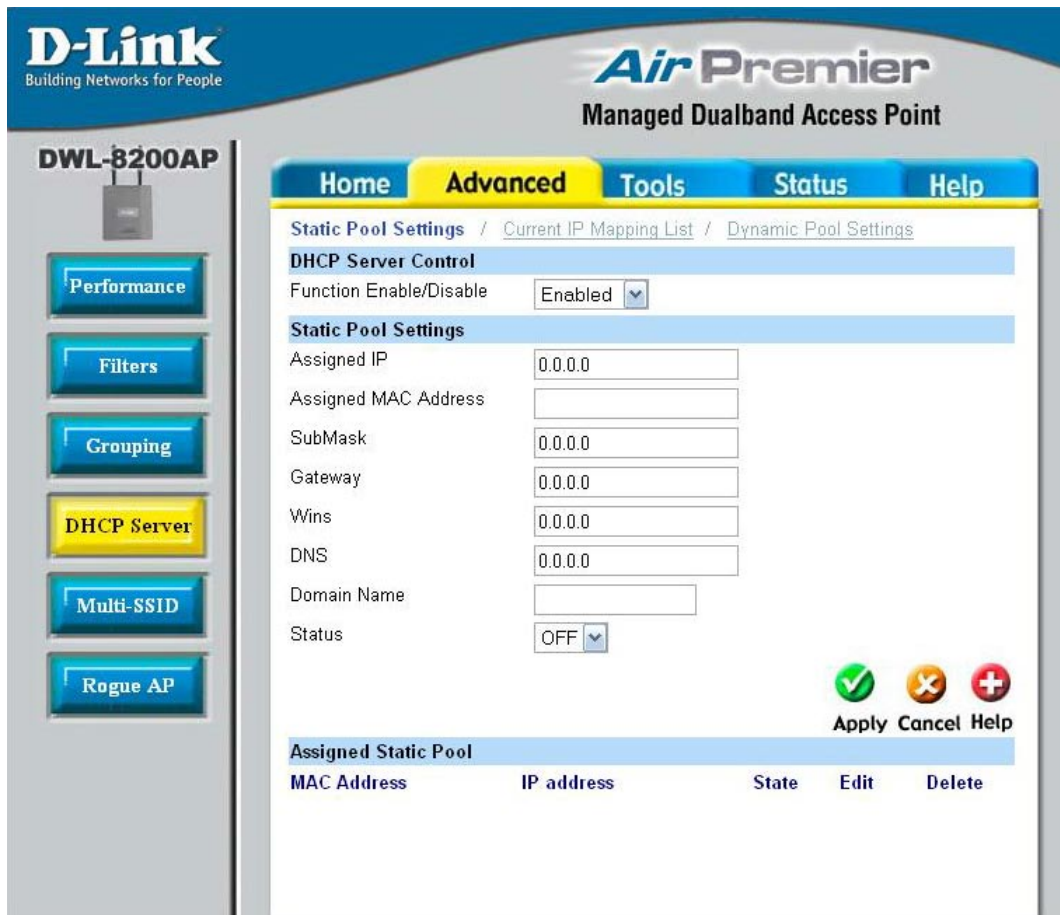 D-Link
Building Networks for People
Air Premier
Managed Dualband Access Point
DWL-8200AP
Home Advanced Tools Status Help
Static Pool Settings / Current IP Mapping List / Dynamic Pool Settings
DHCP Server Control
Function Enable/Disable Enabled
Static Pool Settings
Assigned IP 0.0.0.0
Assigned MAC Address
SubMask 0.0.0.0
Gateway 0.0.0.0
Wins 0.0.0.0
DNS 0.0.0.0
Domain Name
Status OFF
Apply Cancel Help
Assigned Static Pool
MAC Address IP address State Edit Delete
Performance
Filters
Grouping
DHCP Server
Multi-SSID
Rogue AP